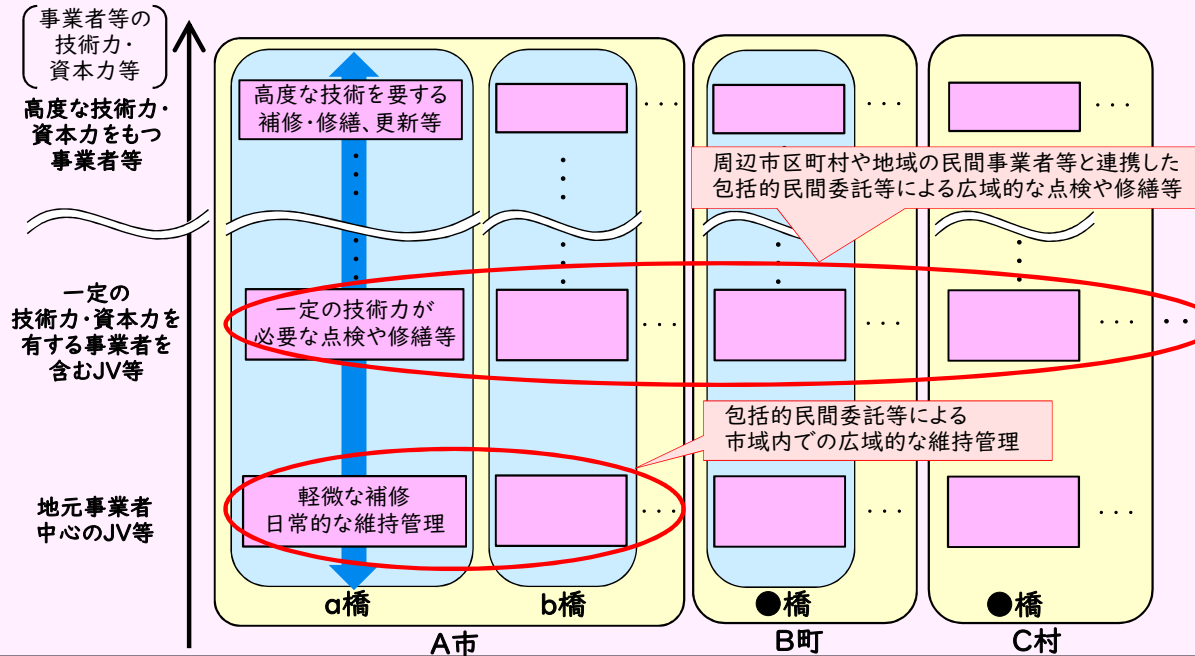 事業者等の
技術力・
資本力等
高度な技術力・
資本力をもつ
事業者等
一定の
技術力・資本力を
有する事業者を
含むJV等
地元事業者
中心のJV等
高度な技術を要する
補修・修繕、更新等
一定の技術力が
必要な点検や修繕等
軽微な補修
日常的な維持管理
周辺市区町村や地域の民間事業者等と連携した
包括的民間委託等による広域的な点検や修繕等
包括的民間委託等による
市域内での広域的な維持管理
a橋
b橋
●橋
●橋
A市
B町
C村